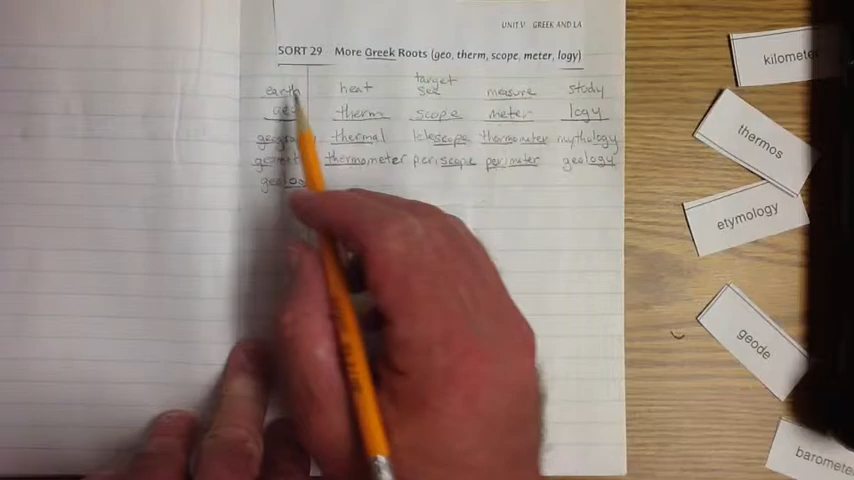 UNIT V GREEK AND LA
SORT 29 More Greek Roots (geo, therm, scope, meter, logy)
earth heat target see measure study
geo therm scope meter logy
thermal telescope thermometer mythology
thermometer periscope perimeter geology
kilometer
thermos
etymology
geode
barometer